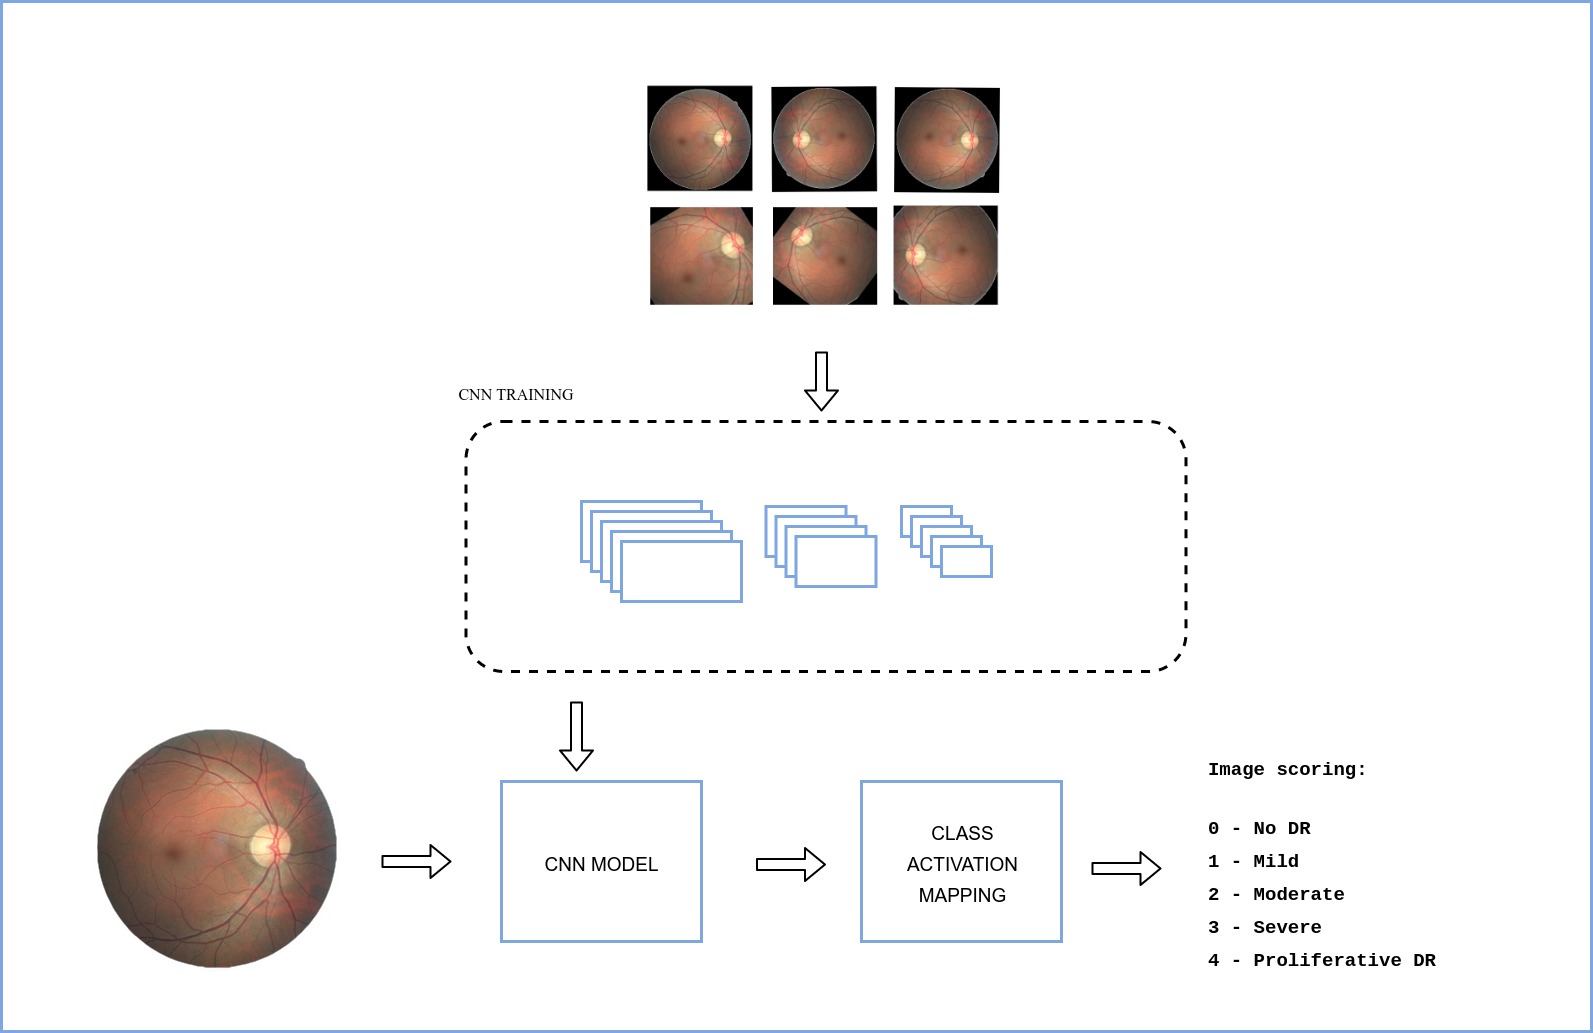 CNN TRAINING
CNN MODEL
CLASS
ACTIVATION
MAPPING
Image scoring:
0 - No DR
1 - Mild
2 - Moderate
3 - Severe
4 - Proliferative DR